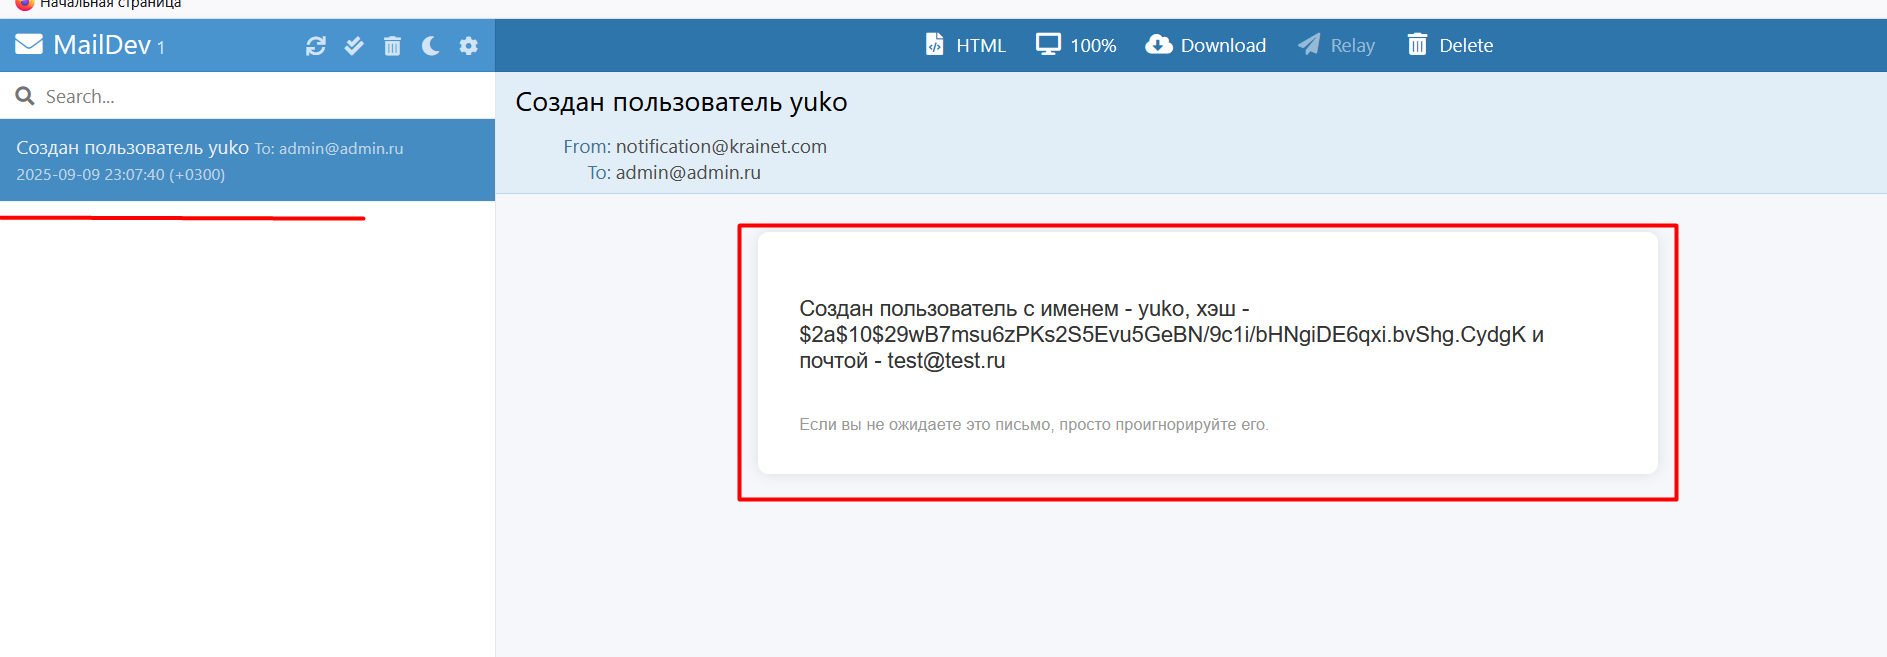 Начальная страница
MailDev 1
HTML 100% Download Relay Delete
Search...
Создан пользователь yuko To: admin@admin.ru
2025-09-09 23:07:40 (+0300)
Создан пользователь yuko
From: notification@krainet.com
To: admin@admin.ru
Создан пользователь с именем - yuko, хэш -
$2a$10$29wB7msu6zPKs2S5Evu5GeBN/9c1i/bHNgiDE6qxi.bvShg.CydgK и
почтой - test@test.ru
Если вы не ожидаете это письмо, просто проигнорируйте его.